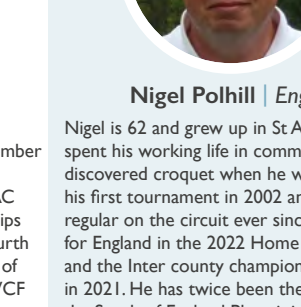 Nigel Polhill | Eng
Nigel is 62 and grew up in St A
spent his working life in comm
discovered croquet when he w
his first tournament in 2002 an
regular on the circuit ever sinc
for England in the 2022 Home
and the Inter county champion
in 2021. He has twice been the
mber
AC
ips
urth
of
/CF